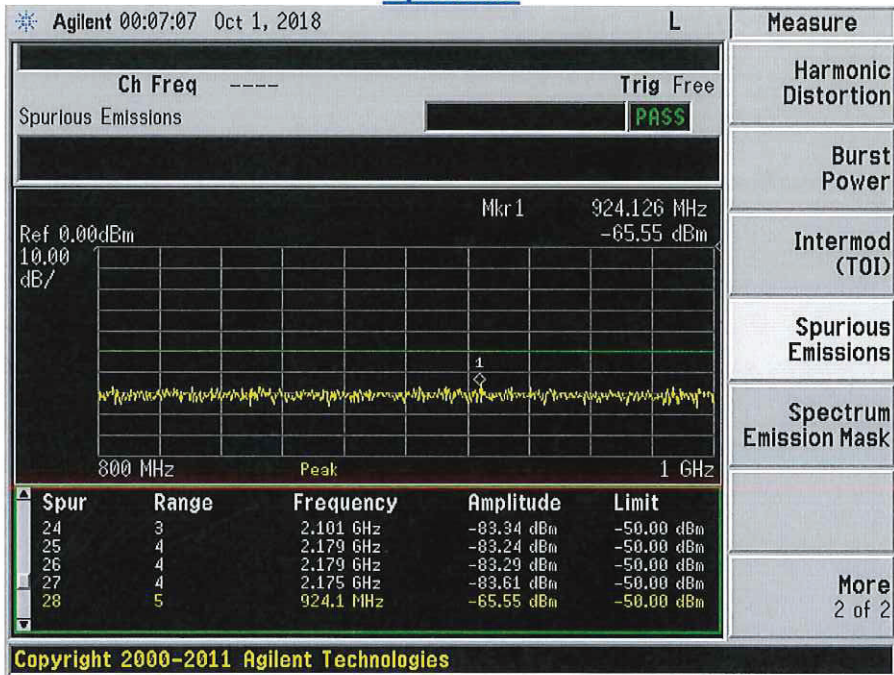 Agilent 00:07:07 Oct 1, 2018 L
Measure
Ch Freq ---- Trig Free
Spurious Emissions PASS
Harmonic
Distortion
Burst
Power
Intermod
(TOI)
Spurious
Emissions
Spectrum
Emission Mask
More
2 of 2
Mkr1 924.126 MHz
Ref 0.00dBm -65.55 dBm
10.00
dB/
1
800 MHz Peak 1 GHz
Spur Range Frequency Amplitude Limit
24 3 2.101 GHz -83.34 dBm -50.00 dBm
25 4 2.179 GHz -83.24 dBm -50.00 dBm
26 4 2.179 GHz -83.29 dBm -50.00 dBm
27 4 2.175 GHz -83.61 dBm -50.00 dBm
28 5 924.1 MHz -65.55 dBm -50.00 dBm
Copyright 2000-2011 Agilent Technologies